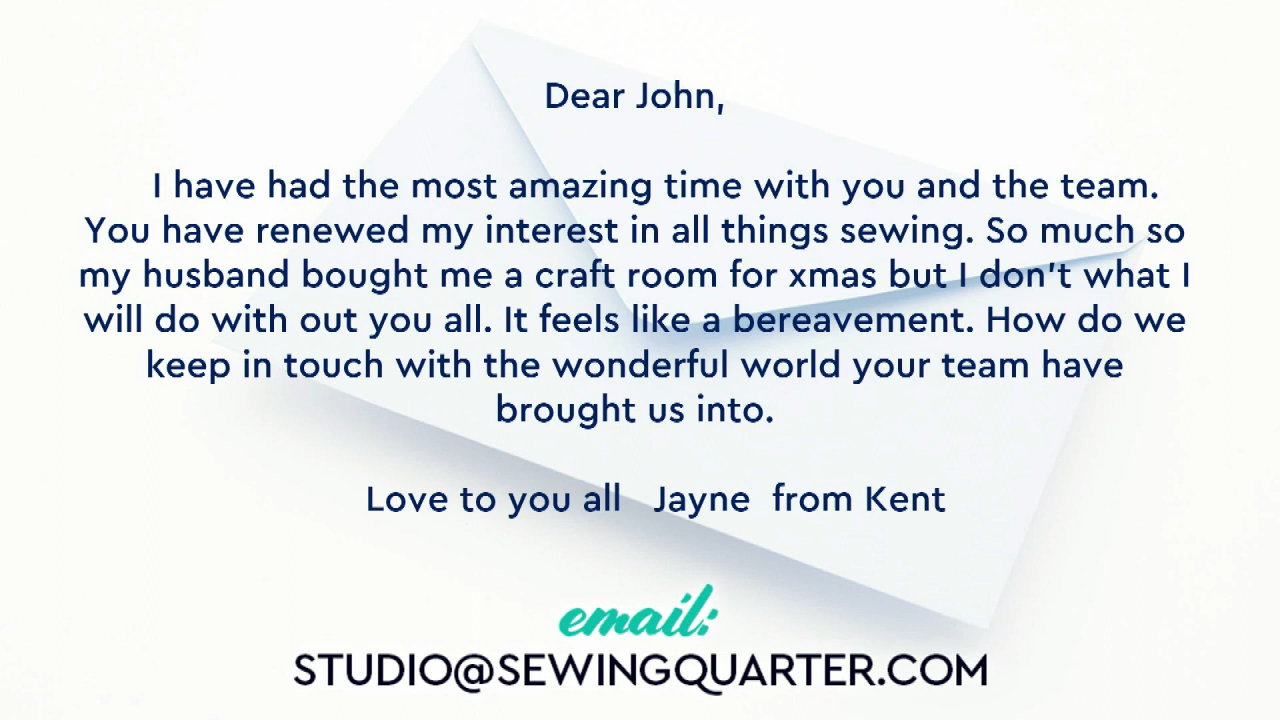 Dear John,
I have had the most amazing time with you and the team.
You have renewed my interest in all things sewing. So much so
my husband bought me a craft room for xmas but I don't what I
will do with out you all. It feels like a bereavement. How do we
keep in touch with the wonderful world your team have
brought us into.
Love to you all   Jayne  from Kent
email:
STUDIO@SEWINGQUARTER.COM